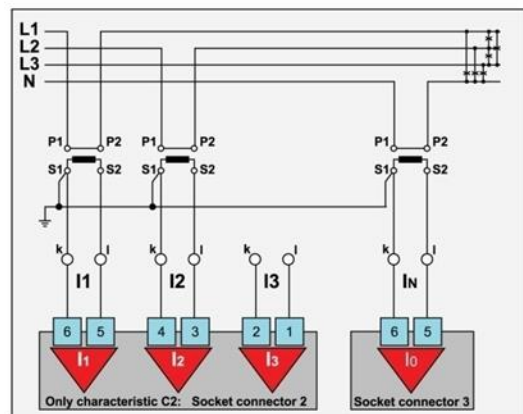 L1
L2
L3
N
P1 P2 P1 P2 P1 P2
S1 S2 S1 S2 S1 S2
k l k l k l k l
I1 I2 I3 IN
6 5 4 3 2 1 6 5
I1 I2 I3 I0
Only characteristic C2: Socket connector 2 Socket connector 3